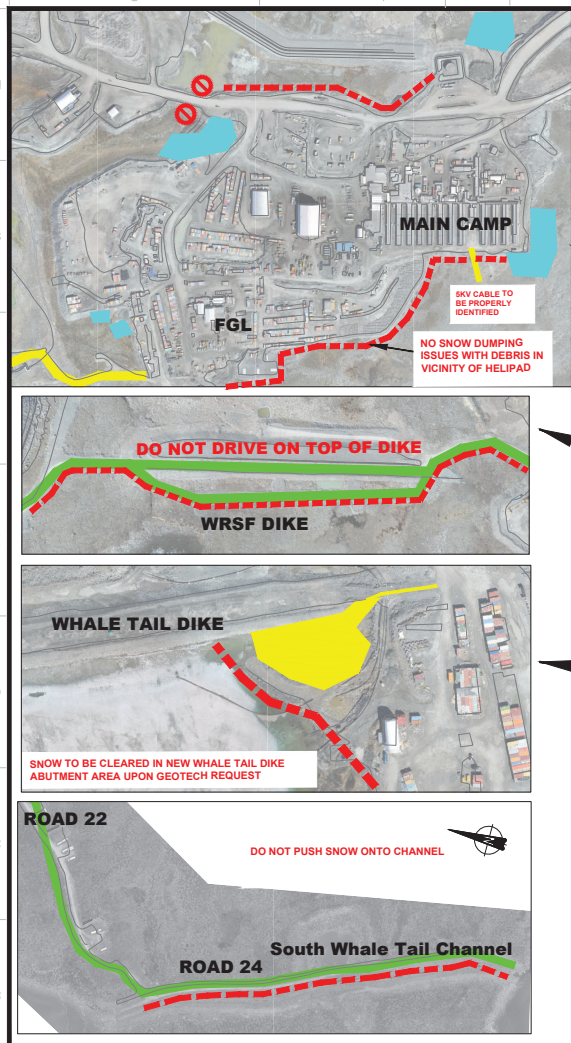 MAIN CAMP
5KV CABLE TO
BE PROPERLY
IDENTIFIED
FGL
NO SNOW DUMPING
ISSUES WITH DEBRIS IN
VICINITY OF HELIPAD
DO NOT DRIVE ON TOP OF DIKE
WRSF DIKE
WHALE TAIL DIKE
SNOW TO BE CLEARED IN NEW WHALE TAIL DIKE
ABUTMENT AREA UPON GEOTECH REQUEST
ROAD 22
DO NOT PUSH SNOW ONTO CHANNEL
South Whale Tail Channel
ROAD 24